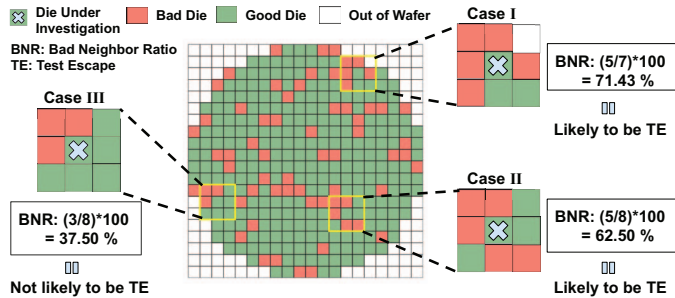 Die Under Investigation
Bad Die
Good Die
Out of Wafer
BNR: Bad Neighbor Ratio
TE: Test Escape
Case I
BNR: (5/7)*100
= 71.43 %
Likely to be TE
Case III
BNR: (3/8)*100
= 37.50 %
Not likely to be TE
Case II
BNR: (5/8)*100
= 62.50 %
Likely to be TE